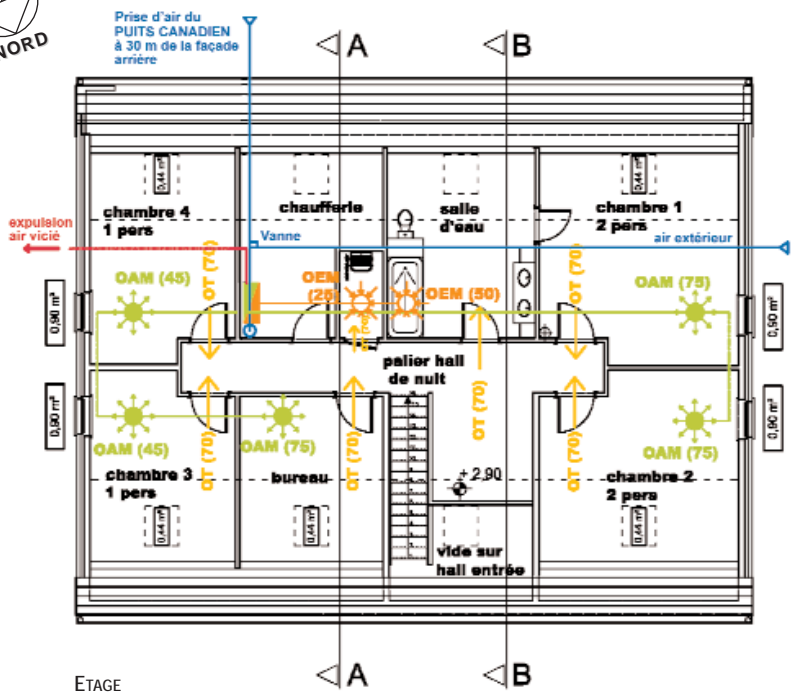 NORD
Prise d'air du
PUITS CANADIEN
à 30 m de la façade
arrière
A
B
0,44 m²
0,44 m²
chambre 4
1 pers
chaufferie
salle
d'eau
chambre 1
2 pers
expulsion
air vicié
Vanne
air extérieur
OT (70)
OT (70)
OAM (45)
OEM
(25)
OEM (50)
OAM (75)
0,90 m²
0,90 m²
palier hall
de nuit
0,90 m²
0,90 m²
OAM (45)
OAM (75)
OAM (75)
OT (70)
OT (70)
OT (70)
OT (70)
chambre 3
1 pers
bureau
+ 2,90
chambre 2
2 pers
0,44 m²
0,44 m²
0,44 m²
vide sur
hall entrée
A
B
ETAGE